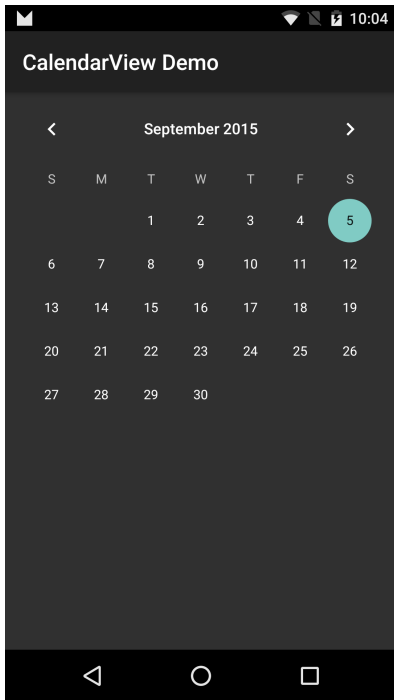 10:04
CalendarView Demo
September 2015
S M T W T F S
1 2 3 4 5
6 7 8 9 10 11 12
13 14 15 16 17 18 19
20 21 22 23 24 25 26
27 28 29 30